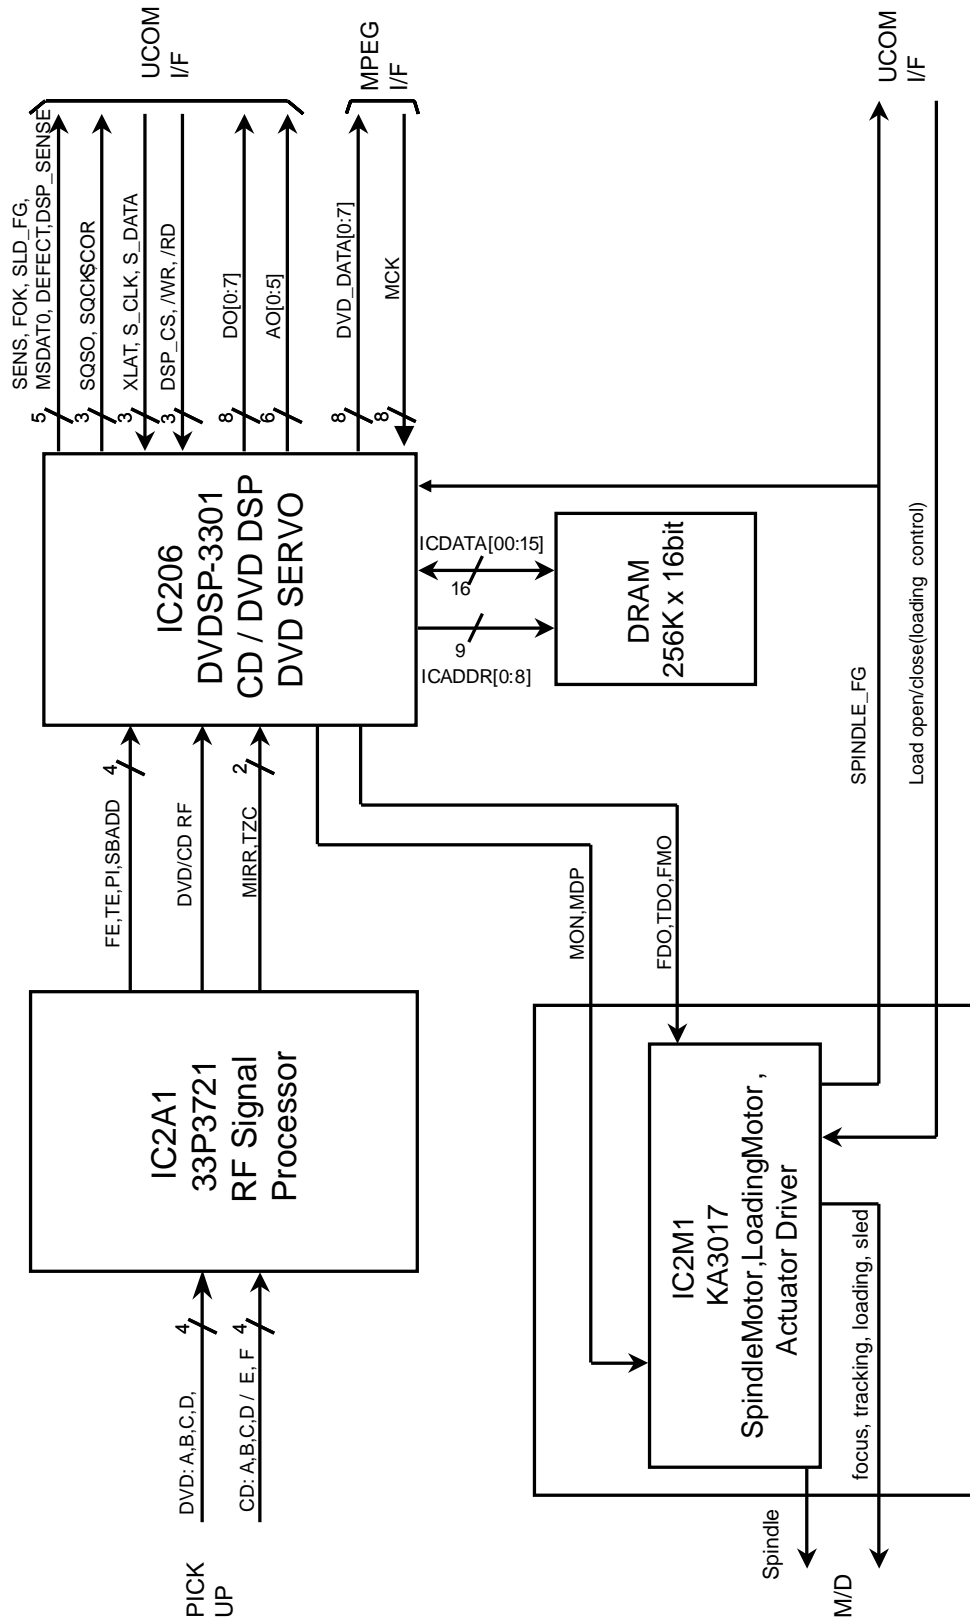 PICK
UP
DVD: A,B,C,D,
4
CD: A,B,C,D / E, F
4
IC2A1
33P3721
RF Signal
Processor
FE,TE,PI,SBADD
4
DVD/CD RF
MIRR,TZC
2
IC206
DVDSP-3301
CD / DVD DSP
DVD SERVO
SENS, FOK, SLD_FG,
MSDAT0, DEFECT,DSP_SENSE
5
SQSO, SQCK,SCOR
3
XLAT, S_CLK, S_DATA
3
DSP_CS, /WR, /RD
3
DO[0:7]
8
AO[0:5]
6
UCOM
I/F
DVD_DATA[0:7]
8
MCK
8
MPEG
I/F
ICDATA[00:15]
16
9
ICADDR[0:8]
DRAM
256K x 16bit
MON,MDP
FDO,TDO,FMO
IC2M1
KA3017
SpindleMotor,LoadingMotor ,
Actuator Driver
Spindle
focus, tracking, loading, sled
M/D
SPINDLE_FG
Load open/close(loading control)
UCOM
I/F